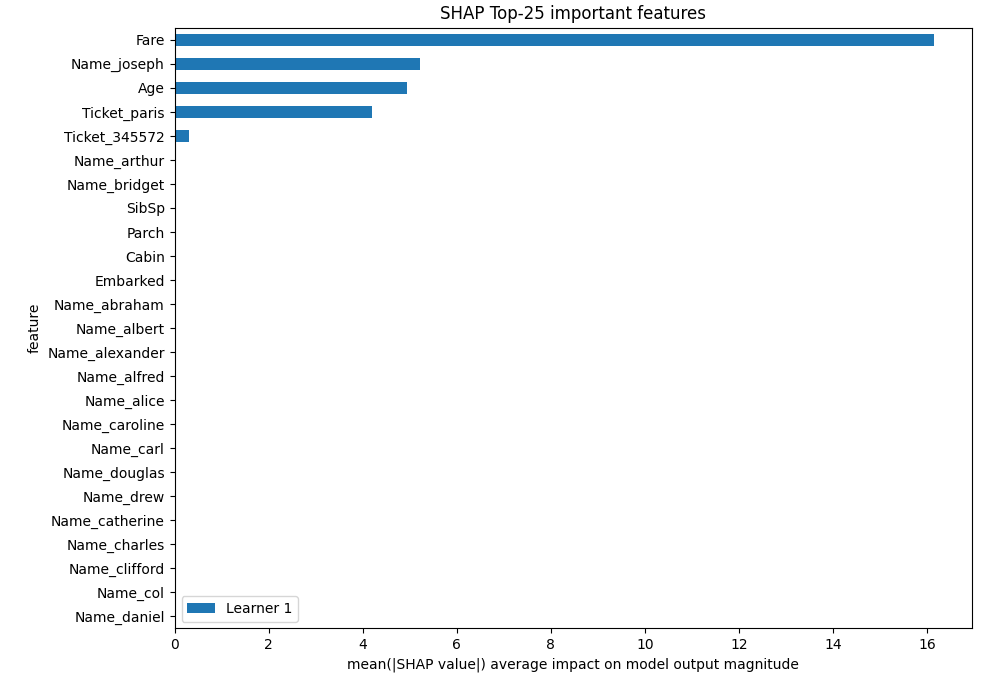 SHAP Top-25 important features
Fare
Name_joseph
Age
Ticket_paris
Ticket_345572
Name_arthur
Name_bridget
SibSp
Parch
Cabin
Embarked
Name_abraham
Name_albert
Name_alexander
Name_alfred
Name_alice
Name_caroline
Name_carl
Name_douglas
Name_drew
Name_catherine
Name_charles
Name_clifford
Name_col
Name_daniel
feature
Learner 1
0 2 4 6 8 10 12 14 16
mean(|SHAP value|) average impact on model output magnitude